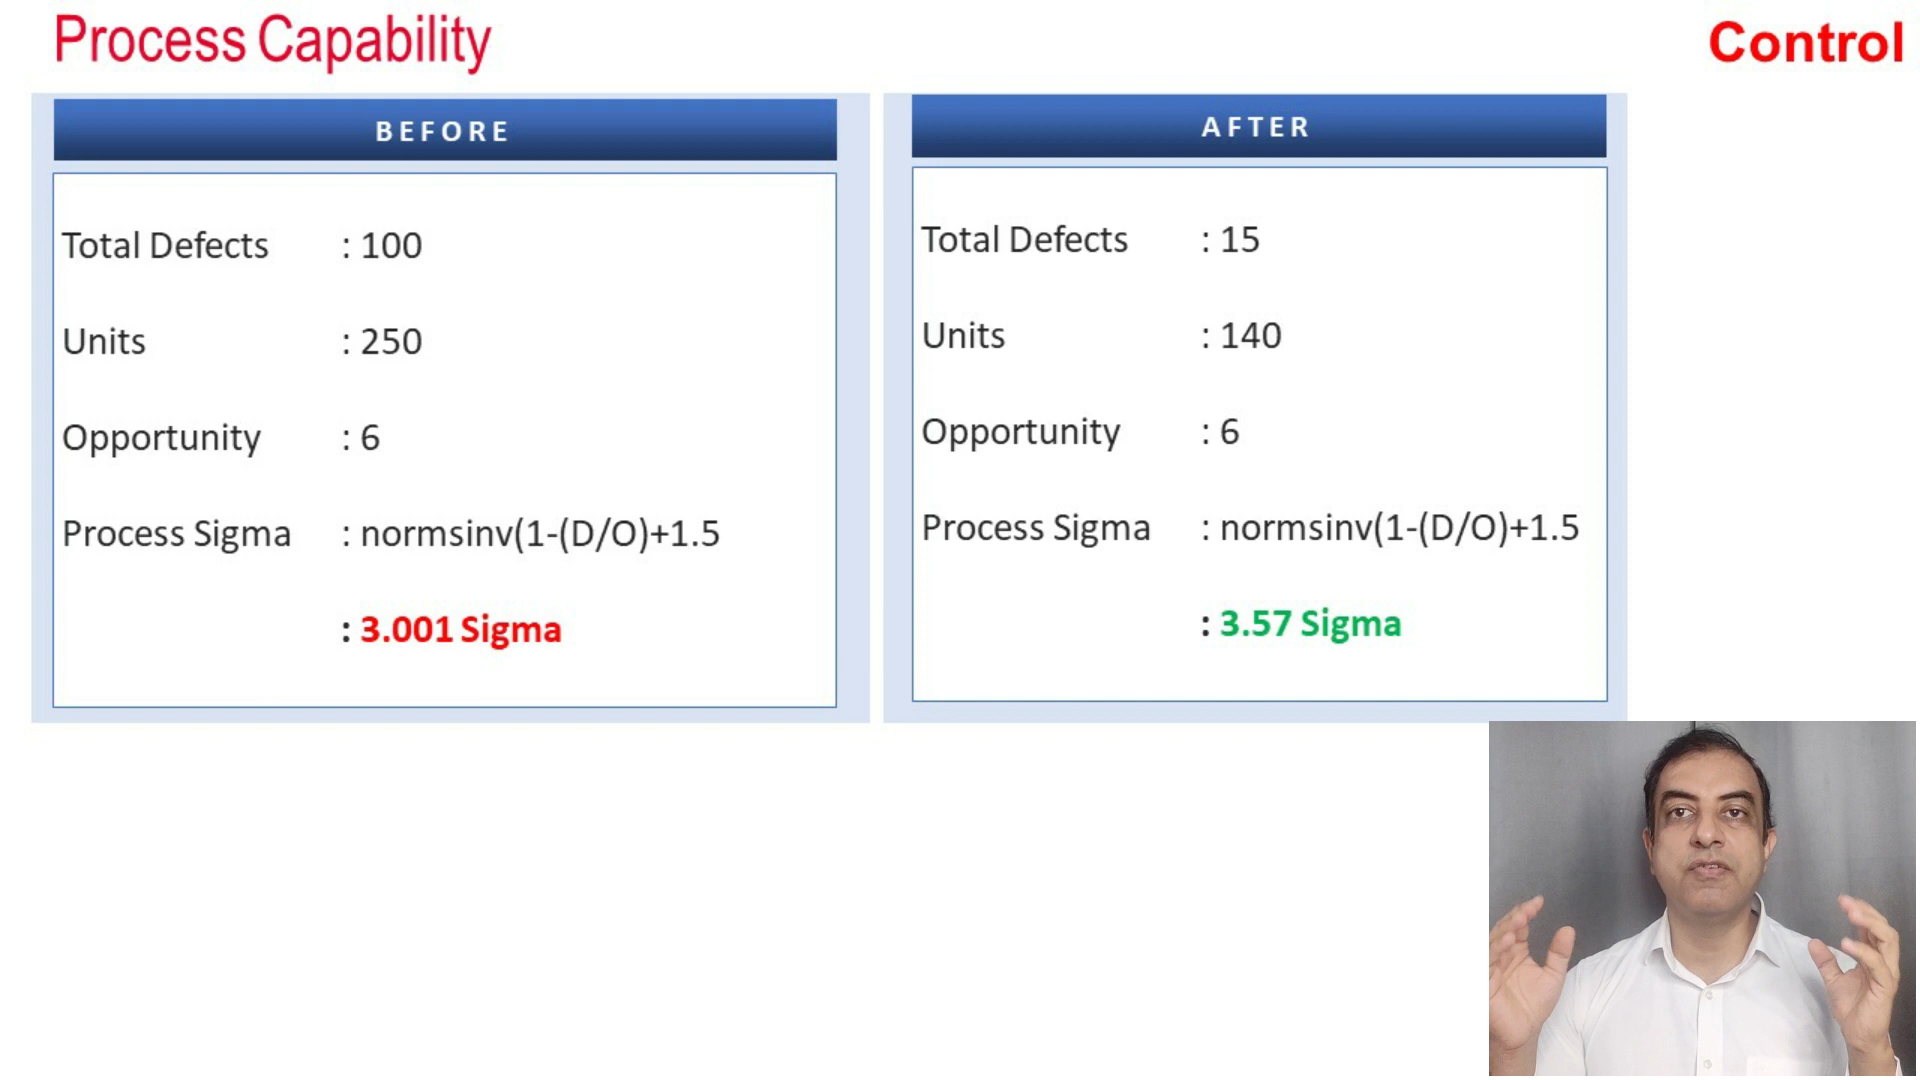 Process Capability
Control
BEFORE
Total Defects : 100
Units : 250
Opportunity : 6
Process Sigma : normsinv(1-(D/O)+1.5
: 3.001 Sigma
AFTER
Total Defects : 15
Units : 140
Opportunity : 6
Process Sigma : normsinv(1-(D/O)+1.5
: 3.57 Sigma